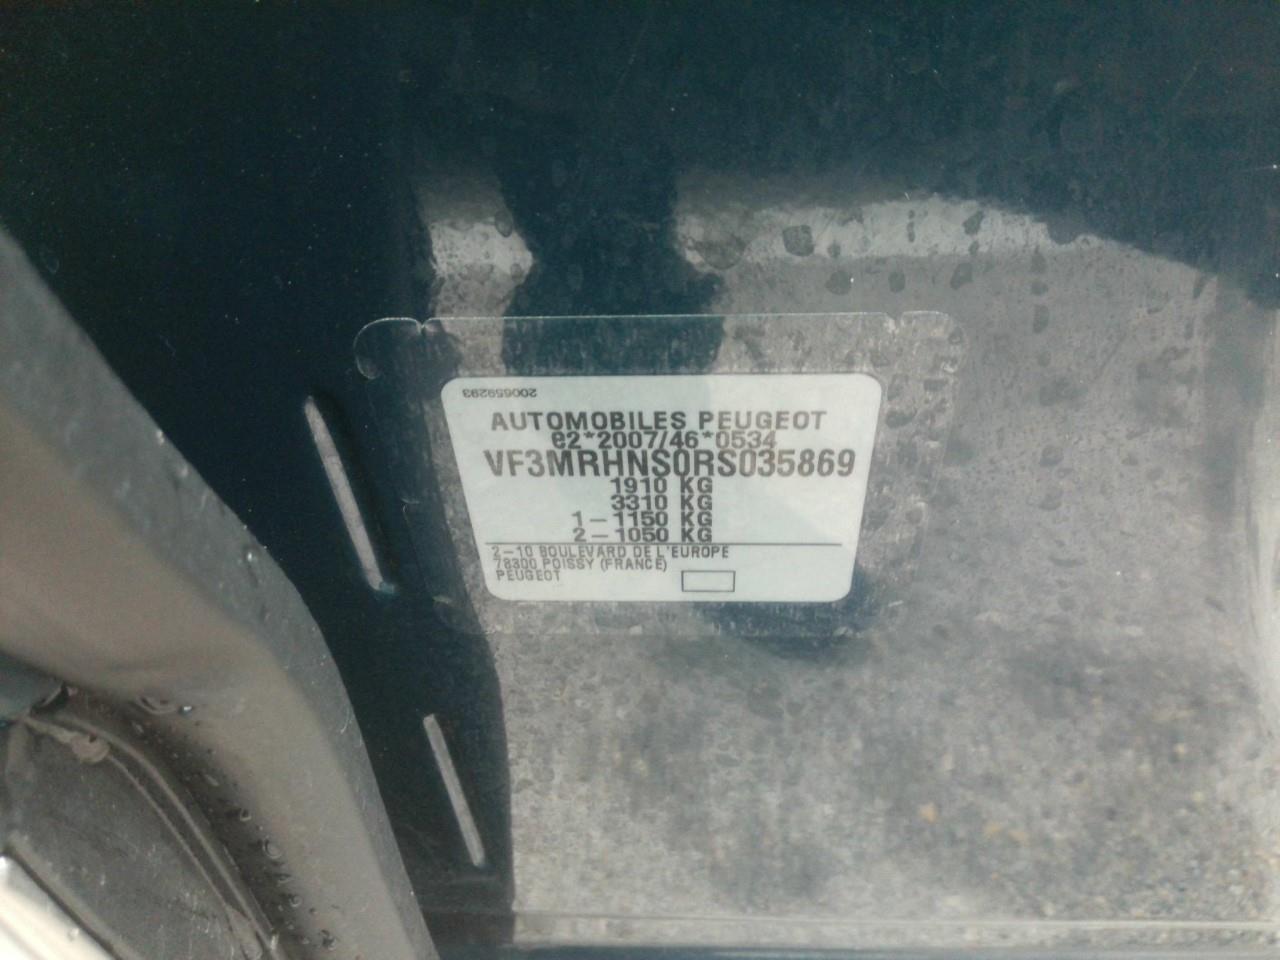 200659293
AUTOMOBILES PEUGEOT
e2*2007/46*0534
VF3MRHNS0RS035869
1910 KG
3310 KG
1-1150 KG
2-1050 KG
2-10 BOULEVARD DE L'EUROPE
78300 POISSY (FRANCE)
PEUGEOT